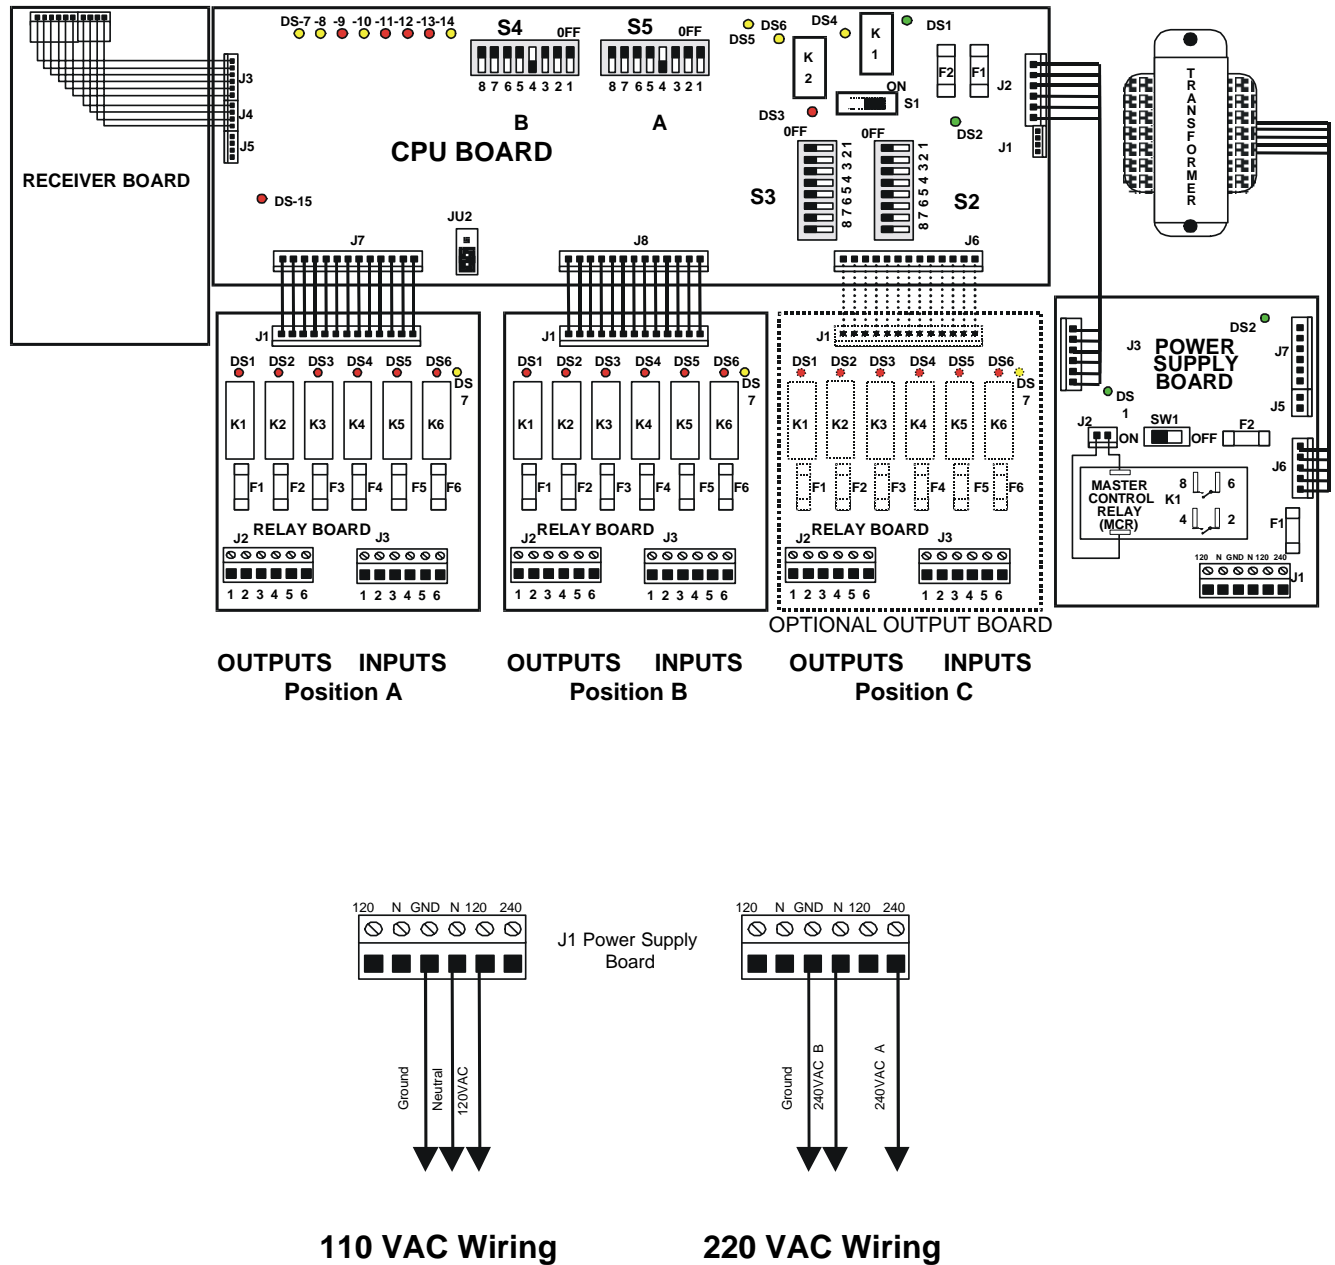 DS-7 -8 -9 -10 -11 -12 -13 -14
S4 0FF
8 7 6 5 4 3 2 1
B
S5 0FF
8 7 6 5 4 3 2 1
A
CPU BOARD
DS6
DS5
DS4
DS1
K
2
K
1
F2
F1
J2
ON
S1
DS3
DS2
J1
0FF
0FF
8 7 6 5 4 3 2 1
8 7 6 5 4 3 2 1
S3
S2
J3
J4
J5
RECEIVER BOARD
DS-15
JU2
J7
J8
J6
TRANSFORMER
J1
DS1 DS2 DS3 DS4 DS5 DS6
DS
7
K1 K2 K3 K4 K5 K6
F1 F2 F3 F4 F5 F6
RELAY BOARD
J2 J3
1 2 3 4 5 6 1 2 3 4 5 6
J1
DS1 DS2 DS3 DS4 DS5 DS6
DS
7
K1 K2 K3 K4 K5 K6
F1 F2 F3 F4 F5 F6
RELAY BOARD
J2 J3
1 2 3 4 5 6 1 2 3 4 5 6
J1
DS1 DS2 DS3 DS4 DS5 DS6
DS
7
K1 K2 K3 K4 K5 K6
F1 F2 F3 F4 F5 F6
RELAY BOARD
J2 J3
1 2 3 4 5 6 1 2 3 4 5 6
OPTIONAL OUTPUT BOARD
DS2
J3
POWER
SUPPLY
BOARD
J7
DS
1
J5
J2
ON SW1 OFF
F2
J6
MASTER
CONTROL
RELAY
(MCR)
K1
8 6
4 2
F1
120 N GND N 120 240
J1
OUTPUTS INPUTS
Position A
OUTPUTS INPUTS
Position B
OUTPUTS INPUTS
Position C
120 N GND N 120 240
J1 Power Supply
Board
120 N GND N 120 240
Ground
Neutral
120VAC
Ground
240VAC B
240VAC A
110 VAC Wiring
220 VAC Wiring